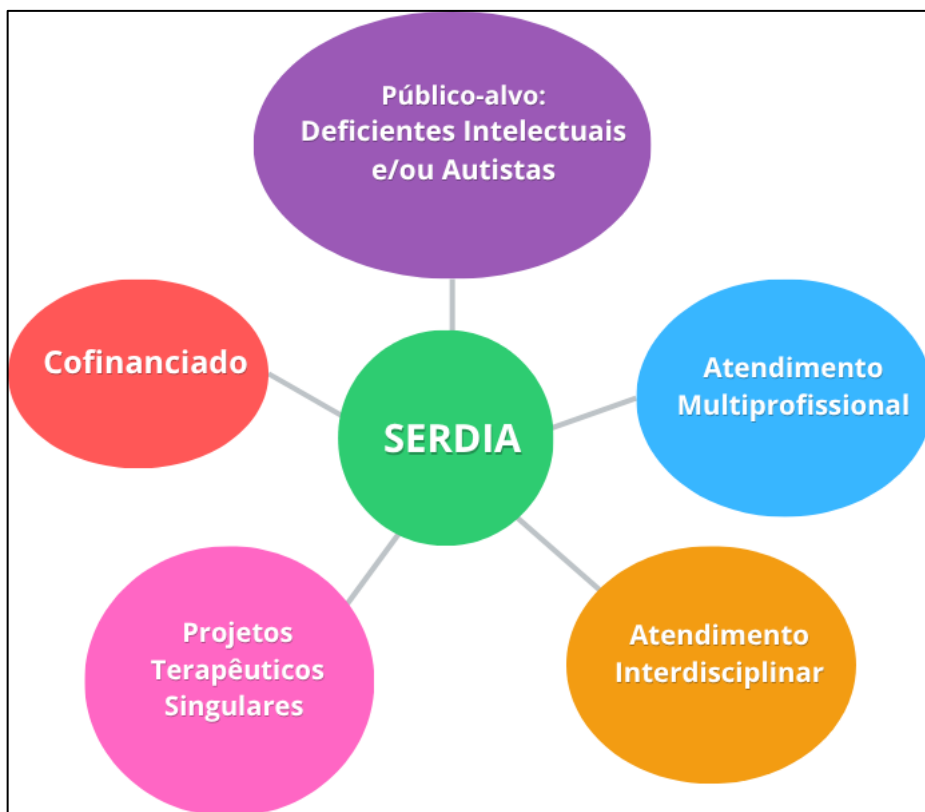 Público-alvo:
Deficientes Intelectuais
e/ou Autistas
Cofinanciado
Atendimento
Multiprofissional
SERDIA
Projetos
Terapêuticos
Singulares
Atendimento
Interdisciplinar